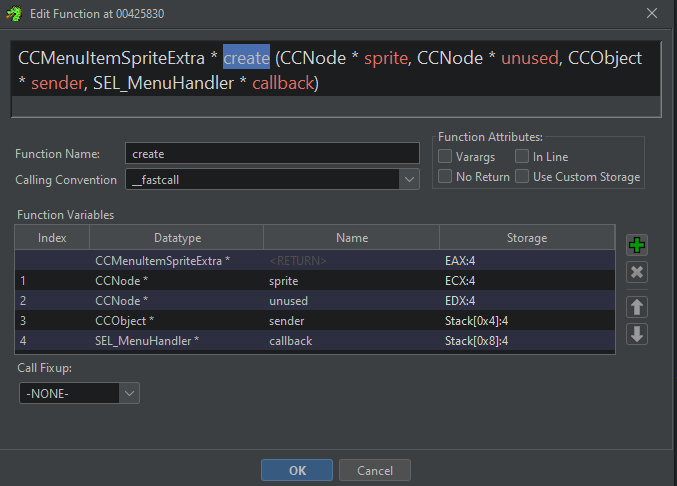 Edit Function at 00425830
CCMenuItemSpriteExtra * create (CCNode * sprite, CCNode * unused, CCObject
* sender, SEL_MenuHandler * callback)
Function Name: create
Calling Convention __fastcall
Function Attributes:
Varargs In Line
No Return Use Custom Storage
Function Variables
Index Datatype Name Storage
CCMenuItemSpriteExtra * <RETURN> EAX:4
1 CCNode * sprite ECX:4
2 CCNode * unused EDX:4
3 CCObject * sender Stack[0x4]:4
4 SEL_MenuHandler * callback Stack[0x8]:4
Call Fixup:
-NONE-
OK Cancel